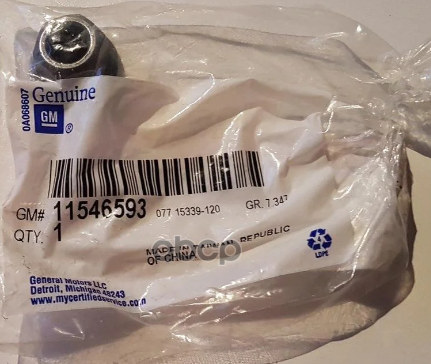 0A068607
Genuine
GM ®
GM# 11546593 077 15339-120 GR. 7.347
QTY. 1
MADE IN TAIWAN REPUBLIC
OF CHINA
LDPE
General Motors LLC
Detroit, Michigan 48243
www.mycertifiedservice.com